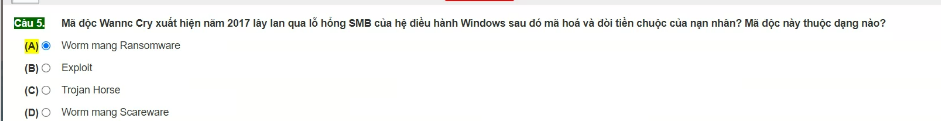 Câu 5. Mã độc Wannc Cry xuất hiện năm 2017 lây lan qua lỗ hổng SMB của hệ điều hành Windows sau đó mã hoá và đòi tiền chuộc của nạn nhân? Mã độc này thuộc dạng nào?
(A) Worm mang Ransomware
(B) Exploit
(C) Trojan Horse
(D) Worm mang Scareware